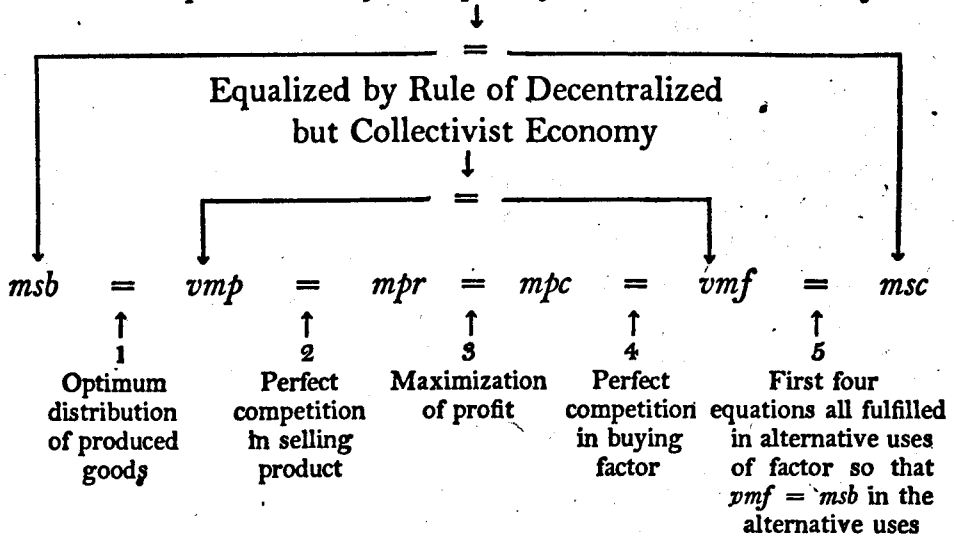 =
Equalized by Rule of Decentralized
but Collectivist Economy
=
msb = vmp = mpr = mpc = vmf = msc
1 2 3 4 5
Optimum Perfect Maximization Perfect First four
distribution competition of profit competition equations all fulfilled
of produced in selling in buying in alternative uses
goods product factor of factor so that
vmf = msb in the
alternative uses